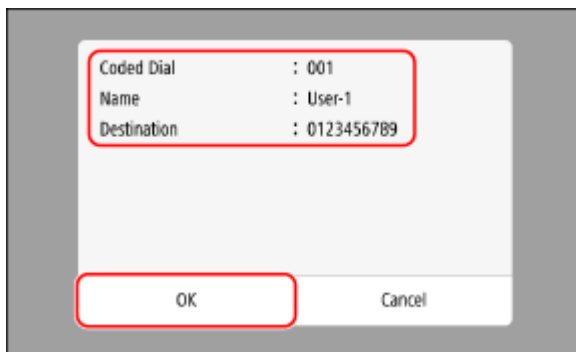 Coded Dial : 001
Name : User-1
Destination : 0123456789
OK Cancel